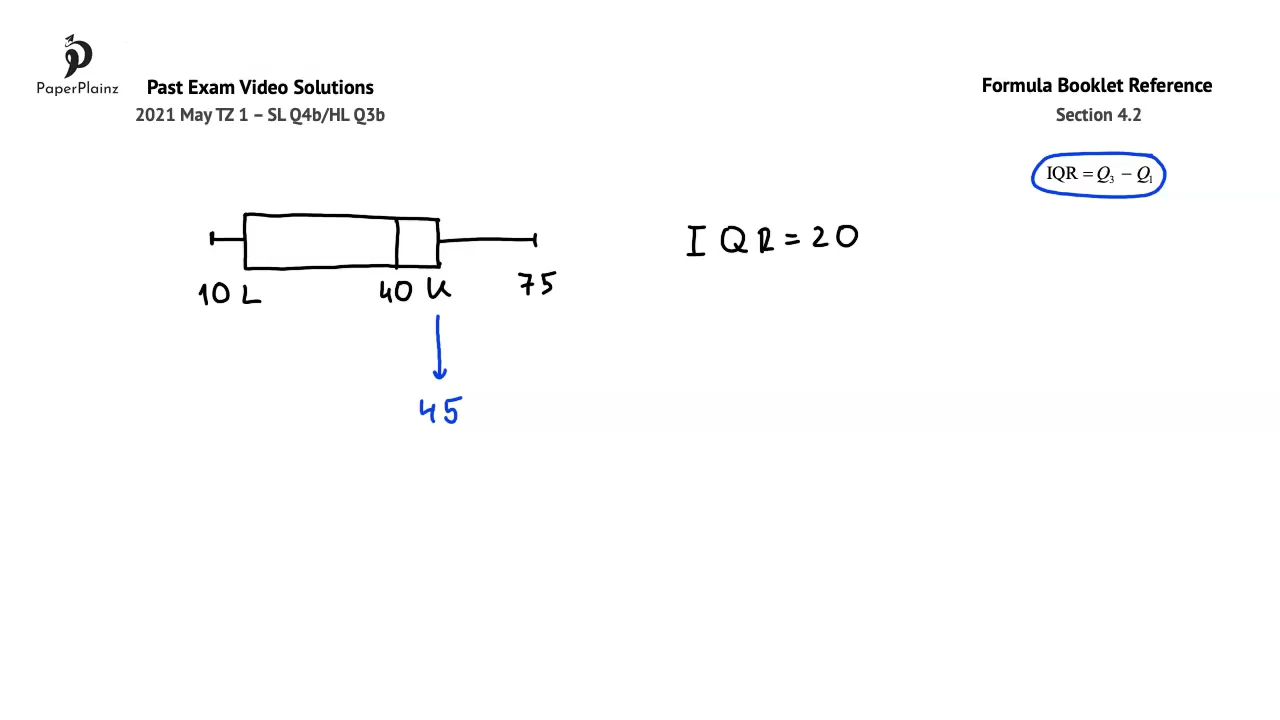 PaperPlainz
Past Exam Video Solutions
2021 May TZ 1 – SL Q4b/HL Q3b
Formula Booklet Reference
Section 4.2
IQR = Q₃ − Q₁
IQR = 20
10 L 40 U 75
45